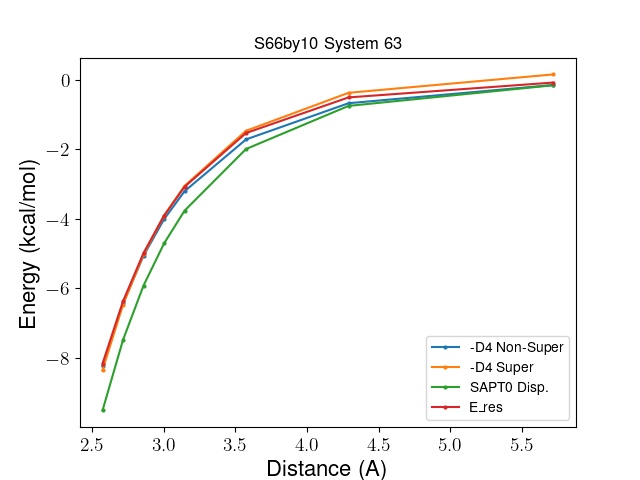 S66by10 System 63
Energy (kcal/mol)
0
−2
−4
−6
−8
-D4 Non-Super
-D4 Super
SAPT0 Disp.
E_res
2.5 3.0 3.5 4.0 4.5 5.0 5.5
Distance (A)